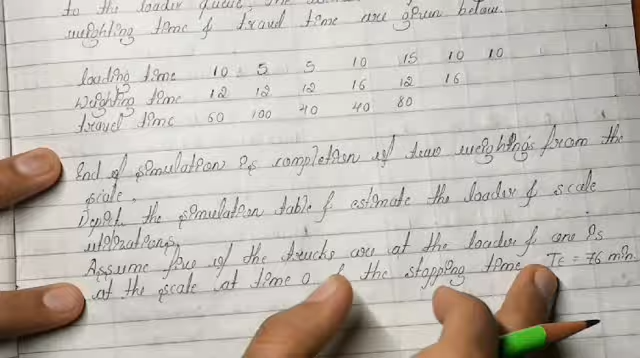 to the loader queue, The
weighting time & travel time are given below.
loading time 10 5 5 10 15 10 10
weighting time 12 12 12 16 12 16
travel time 60 100 40 40 80
End of simulation is completion of two weighting's from the
scale.
Depict the simulation table & estimate the loader & scale
utilizations.
Assume five of the trucks are at the loader & one is
at the scale at time 0 & the stopping time TE = 76 min.